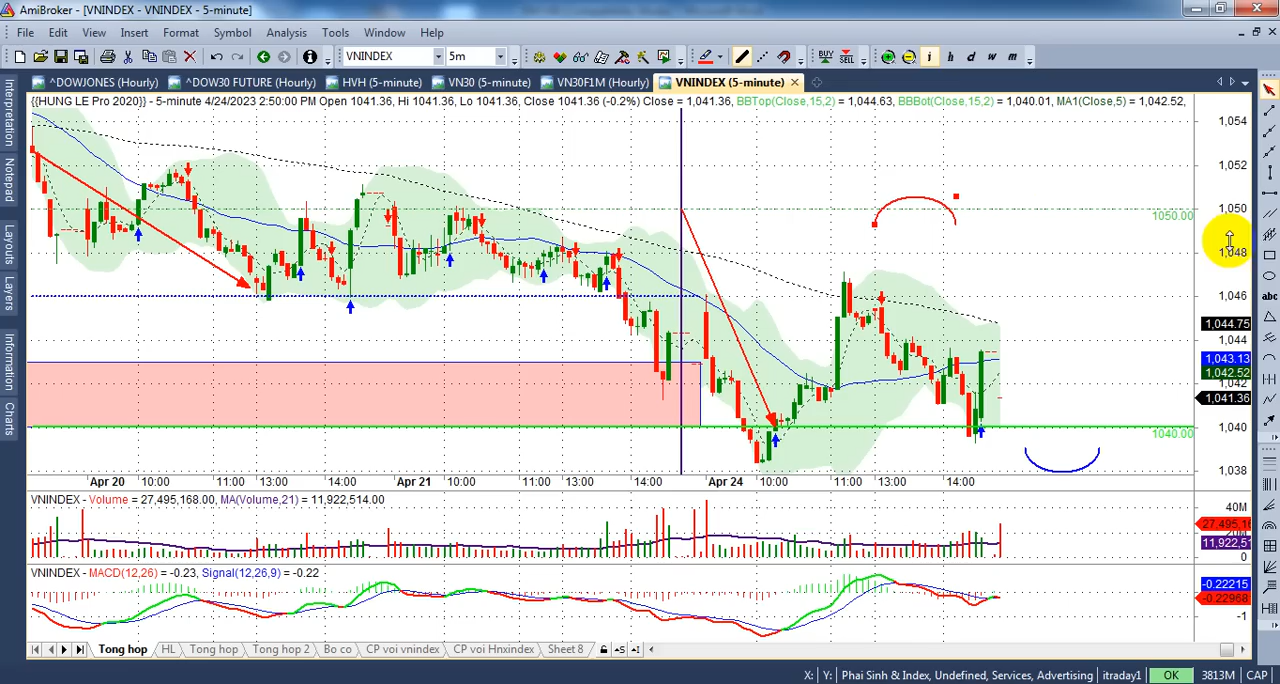 AmiBroker - [VNINDEX - VNINDEX - 5-minute]
File Edit View Insert Format Symbol Analysis Tools Window Help
VNINDEX 5m BUY SELL i h d w m
^DOWJONES (Hourly) ^DOW30 FUTURE (Hourly) HVH (5-minute) VN30 (5-minute) VN30F1M (Hourly) VNINDEX (5-minute)
{{HUNG LE Pro 2020}} - 5-minute 4/24/2023 2:50:00 PM Open 1041.36, Hi 1041.36, Lo 1041.36, Close 1041.36 (-0.2%) Close = 1,041.36, BBTop(Close,15,2) = 1,044.63, BBBot(Close,15,2) = 1,040.01, MA1(Close,5) = 1,042.52,
Interpretation
Notepad
Layouts
Layers
Information
Charts
1,054
1,052
1,050
1050.00
1,048
1,046
1,044.75
1,044
1,043.13
1,042.52
1,042
1,041.36
1,040
1040.00
1,038
abc
Apr 20 10:00 11:00 13:00 14:00 Apr 21 10:00 11:00 13:00 14:00 Apr 24 10:00 11:00 13:00 14:00
VNINDEX - Volume = 27,495,168.00, MA(Volume,21) = 11,922,514.00
40M
27,495,16
11,922,51
0
VNINDEX - MACD(12,26) = -0.23, Signal(12,26,9) = -0.22
-0.22215
-0.22968
-1
Tong hop HL Tong hop Tong hop 2 Bo co CP voi vnindex CP voi Hnxindex Sheet 8
X: Y: Phai Sinh & Index, Undefined, Services, Advertising itraday1 OK 3813M CAP